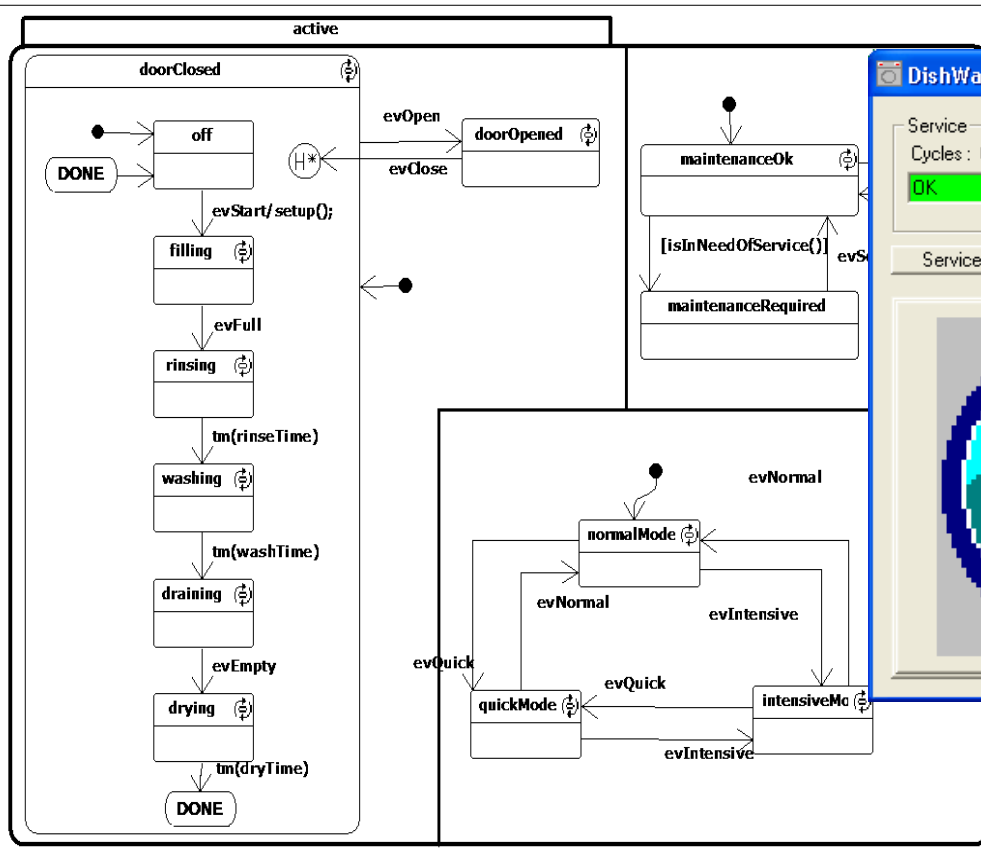 active
doorClosed
off
DONE
evStart/setup();
filling
evFull
rinsing
tm(rinseTime)
washing
tm(washTime)
draining
evEmpty
drying
tm(dryTime)
DONE
evOpen
doorOpened
H*
evClose
maintenanceOk
[isInNeedOfService()]
maintenanceRequired
evNormal
normalMode
evNormal
evIntensive
evQuick
evQuick
quickMode
evIntensive
Service
Cycles :
OK
Service